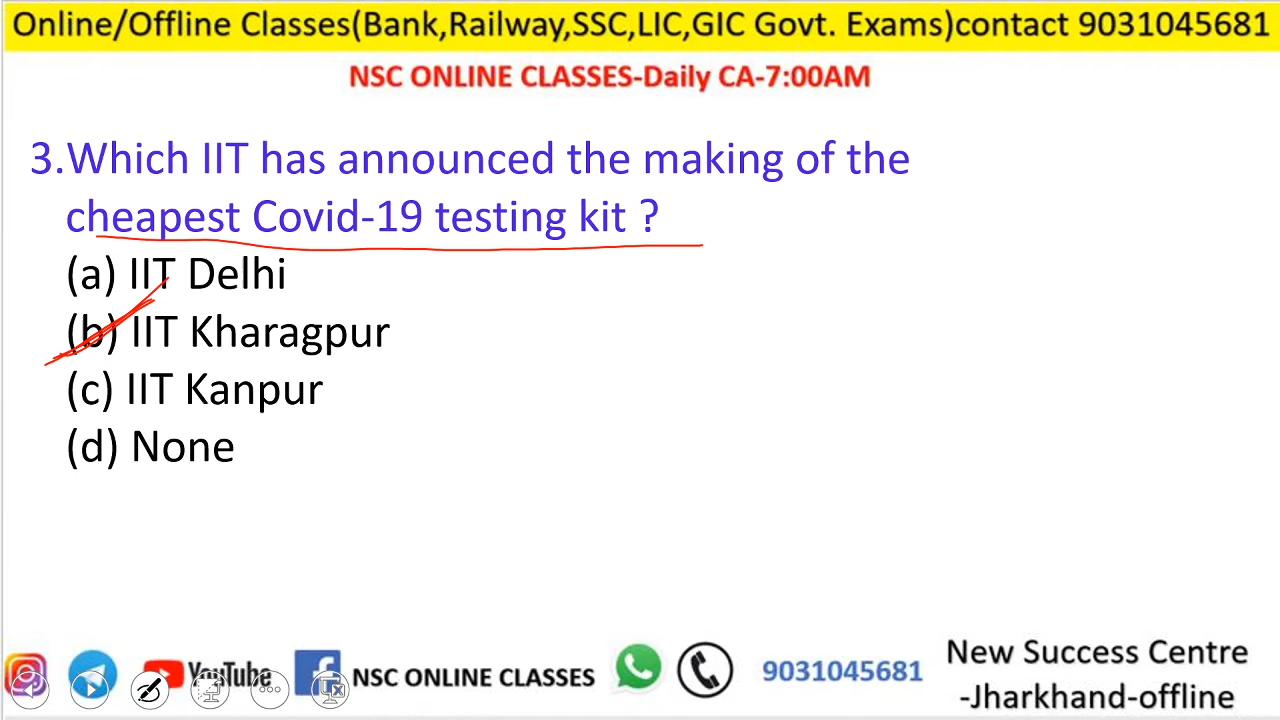 Online/Offline Classes(Bank,Railway,SSC,LIC,GIC Govt. Exams)contact 9031045681
NSC ONLINE CLASSES-Daily CA-7:00AM
3.Which IIT has announced the making of the
cheapest Covid-19 testing kit ?
(a) IIT Delhi
(b) IIT Kharagpur
(c) IIT Kanpur
(d) None
YouTube
NSC ONLINE CLASSES
9031045681
New Success Centre
-Jharkhand-offline